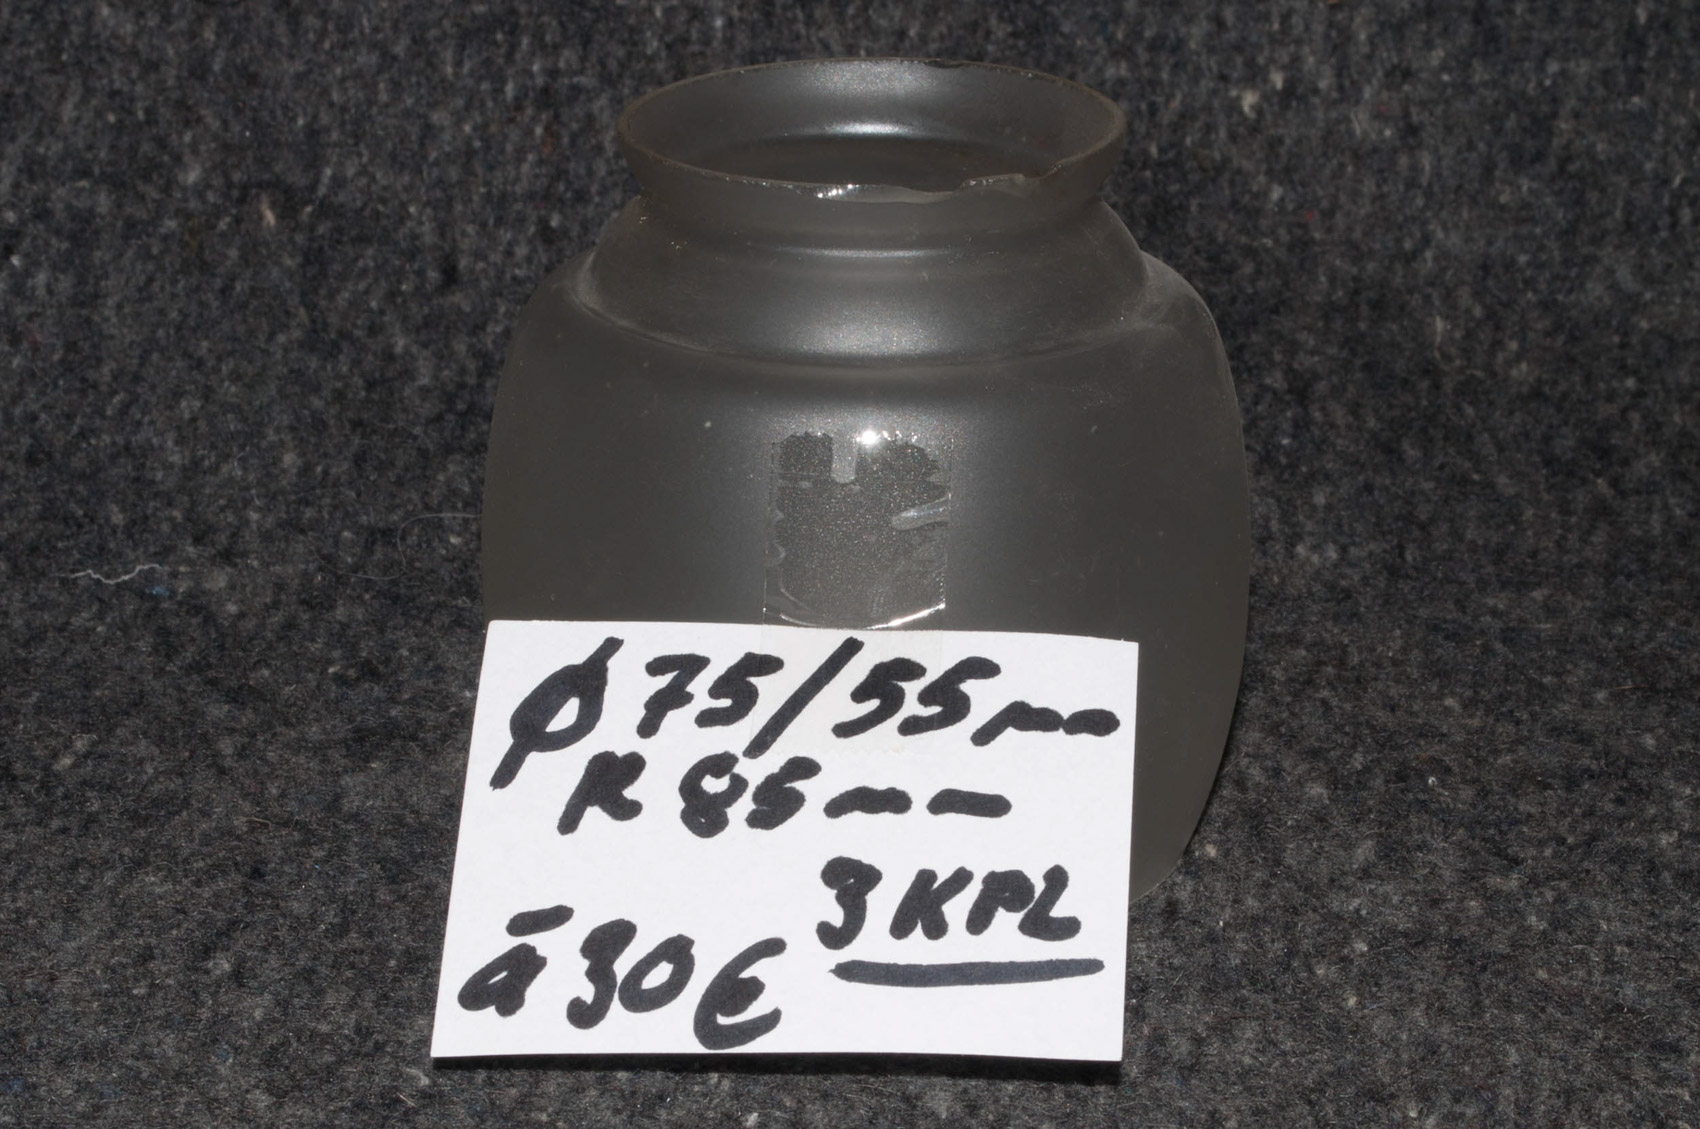 Ø 75/55mm
K 85mm
3 KPL
á 30€